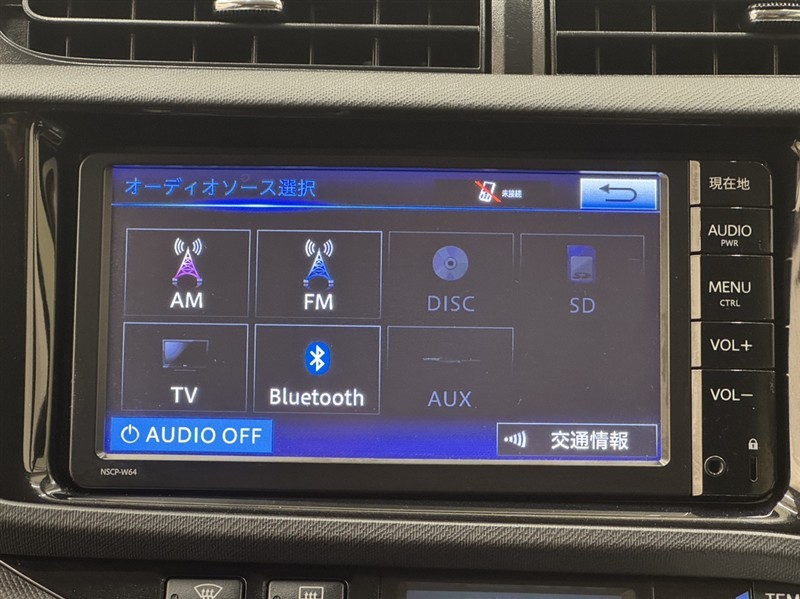 オーディオソース選択
未接続
現在地
AUDIO
PWR
AM
FM
DISC
SD
MENU
CTRL
VOL+
TV
Bluetooth
AUX
VOL−
AUDIO OFF
交通情報
NSCP-W64
TEM